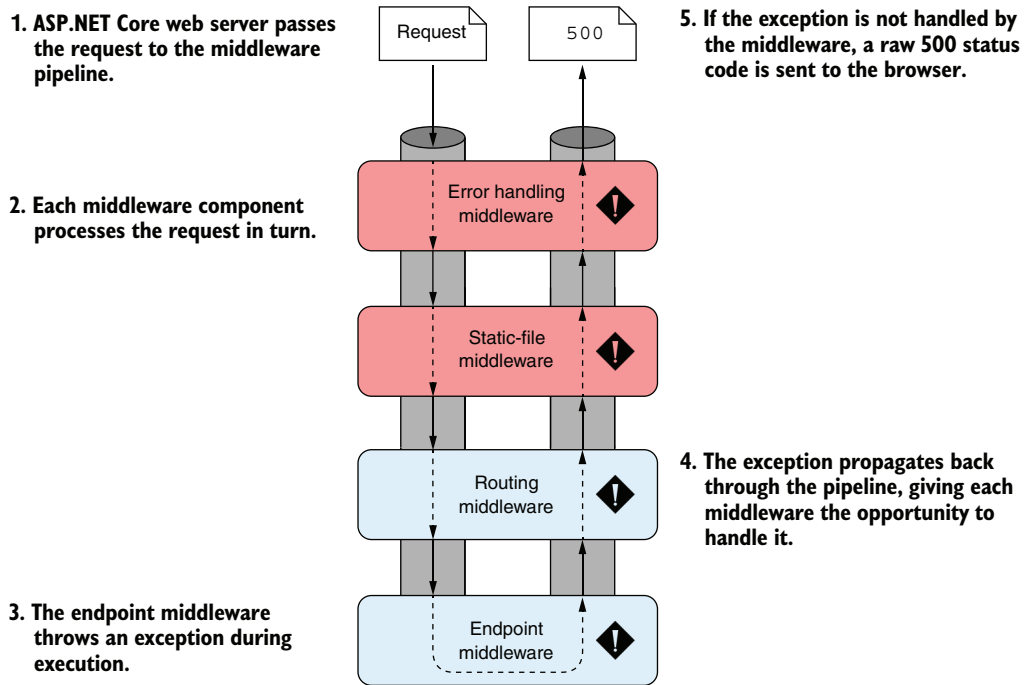 1. ASP.NET Core web server passes
the request to the middleware
pipeline.
Request
500
5. If the exception is not handled by
the middleware, a raw 500 status
code is sent to the browser.
2. Each middleware component
processes the request in turn.
Error handling
middleware
!
Static-file
middleware
!
Routing
middleware
!
4. The exception propagates back
through the pipeline, giving each
middleware the opportunity to
handle it.
3. The endpoint middleware
throws an exception during
execution.
Endpoint
middleware
!